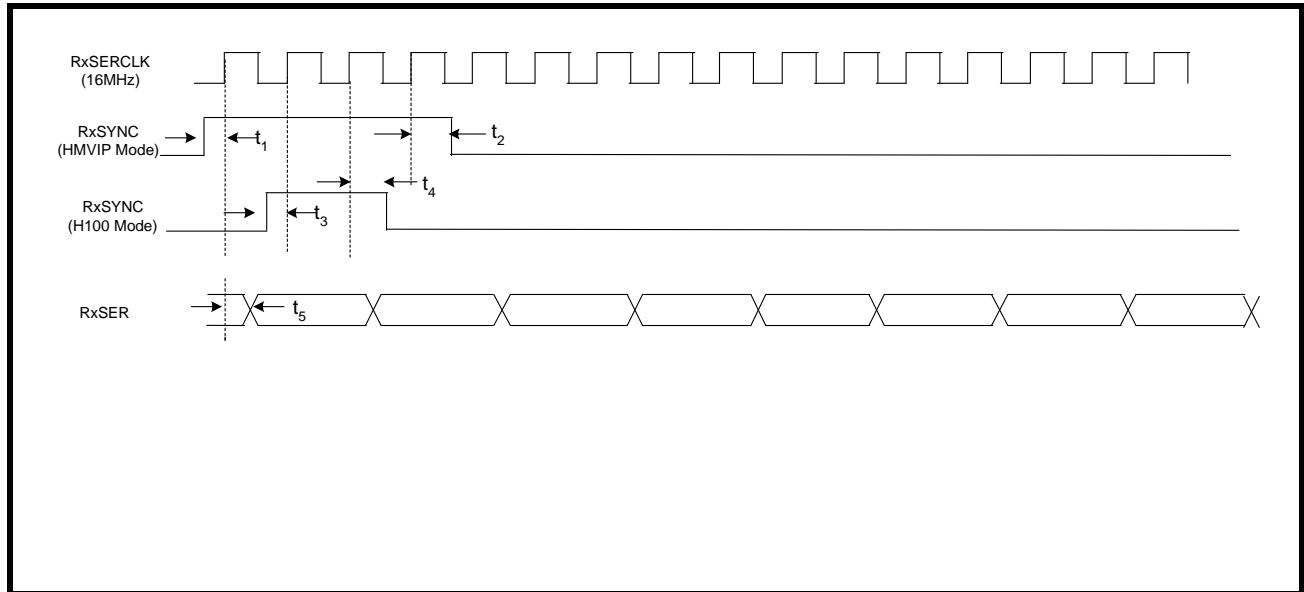 RxSERCLK
(16MHz)
RxSYNC
(HMVIP Mode)
t1
t2
RxSYNC
(H100 Mode)
t3
t4
RxSER
t5